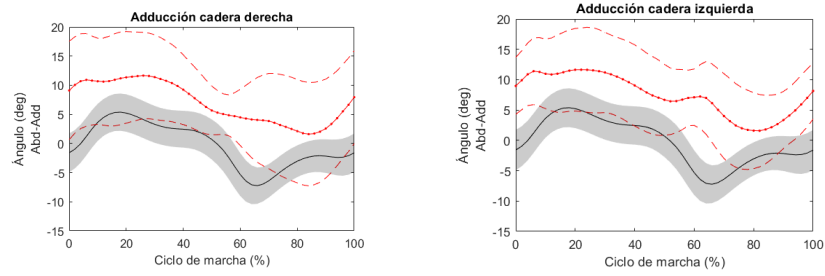 Adducción cadera derecha
20
15
10
5
0
-5
-10
-15
Ángulo (deg)
Abd-Add
0 20 40 60 80 100
Ciclo de marcha (%)
Adducción cadera izquierda
20
15
10
5
0
-5
-10
-15
Ángulo (deg)
Abd-Add
0 20 40 60 80 100
Ciclo de marcha (%)